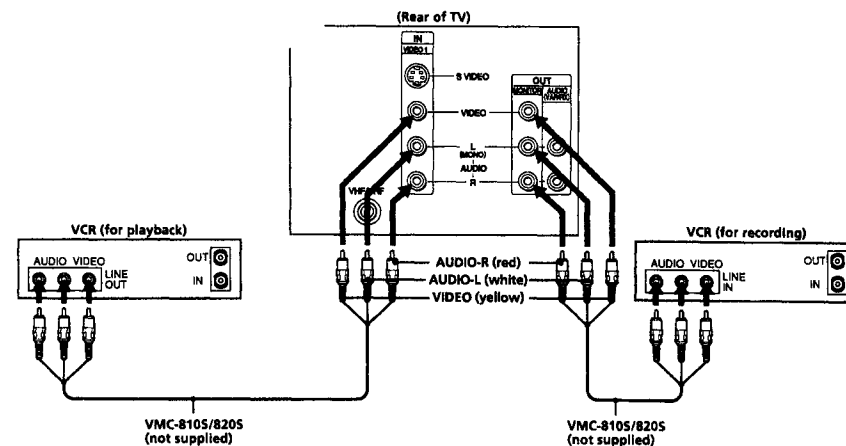 (Rear of TV)
IN
VIDEO 1
S VIDEO
OUT
MONITOR AUDIO
VIDEO
L
(MONO)
AUDIO
R
VHF/UHF
VCR (for playback)
VCR (for recording)
AUDIO VIDEO
LINE
OUT
OUT
IN
AUDIO-R (red)
AUDIO-L (white)
VIDEO (yellow)
AUDIO VIDEO
LINE
IN
OUT
IN
VMC-810S/820S
(not supplied)
VMC-810S/820S
(not supplied)